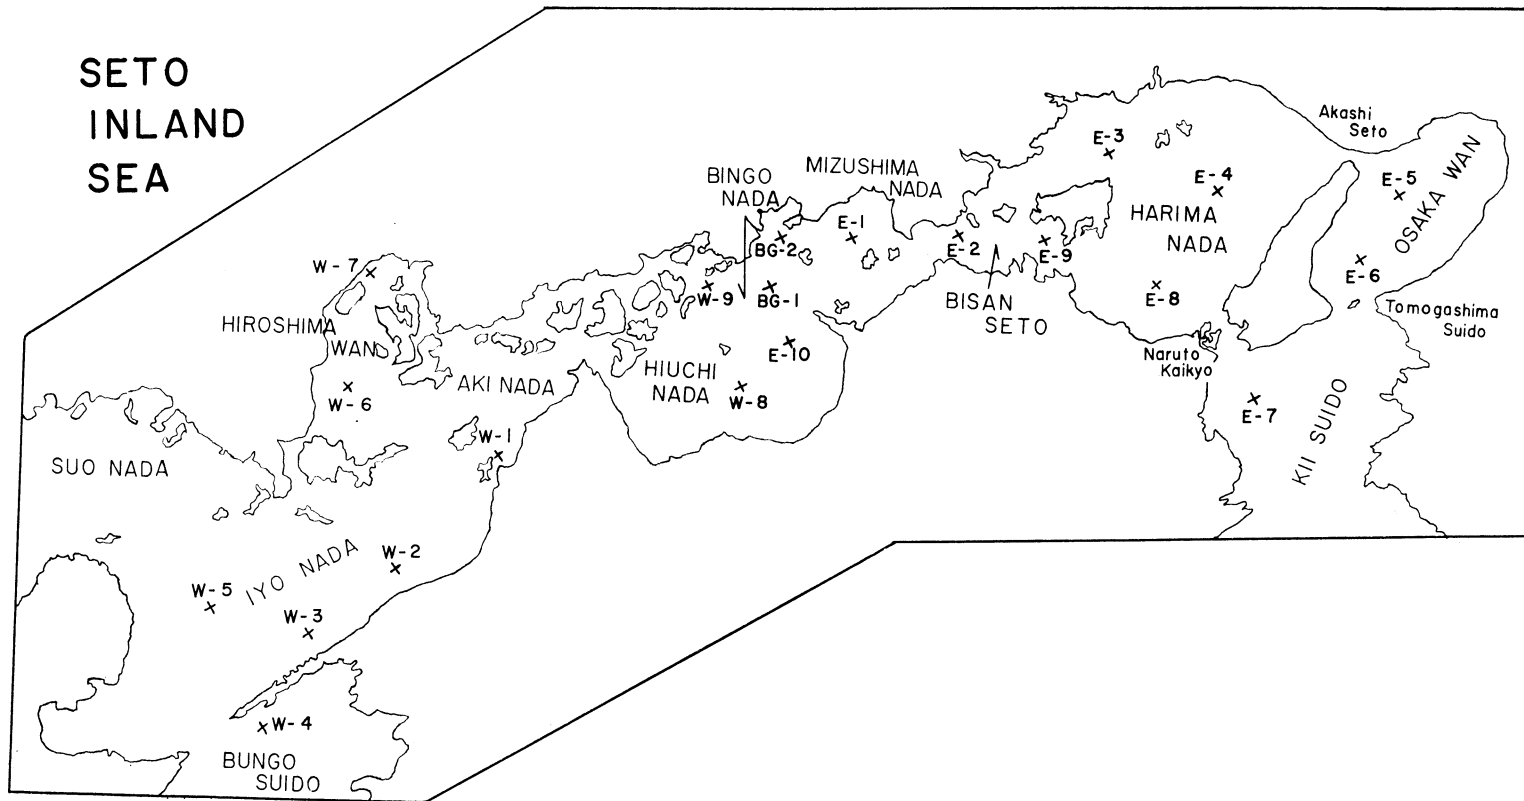 SETO
INLAND
SEA
Akashi
Seto
OSAKA WAN
E-3
E-4
E-5
MIZUSHIMA
NADA
BINGO
NADA
HARIMA
NADA
E-1
BG-2
E-2
E-9
E-6
W-7
W-9
BG-1
E-8
BISAN
SETO
Tomogashima
Suido
HIROSHIMA
WAN
E-10
Naruto
Kaikyo
HIUCHI
NADA
AKI NADA
W-6
W-8
E-7
KII SUIDO
W-1
SUO NADA
W-2
IYO NADA
W-5
W-3
W-4
BUNGO
SUIDO